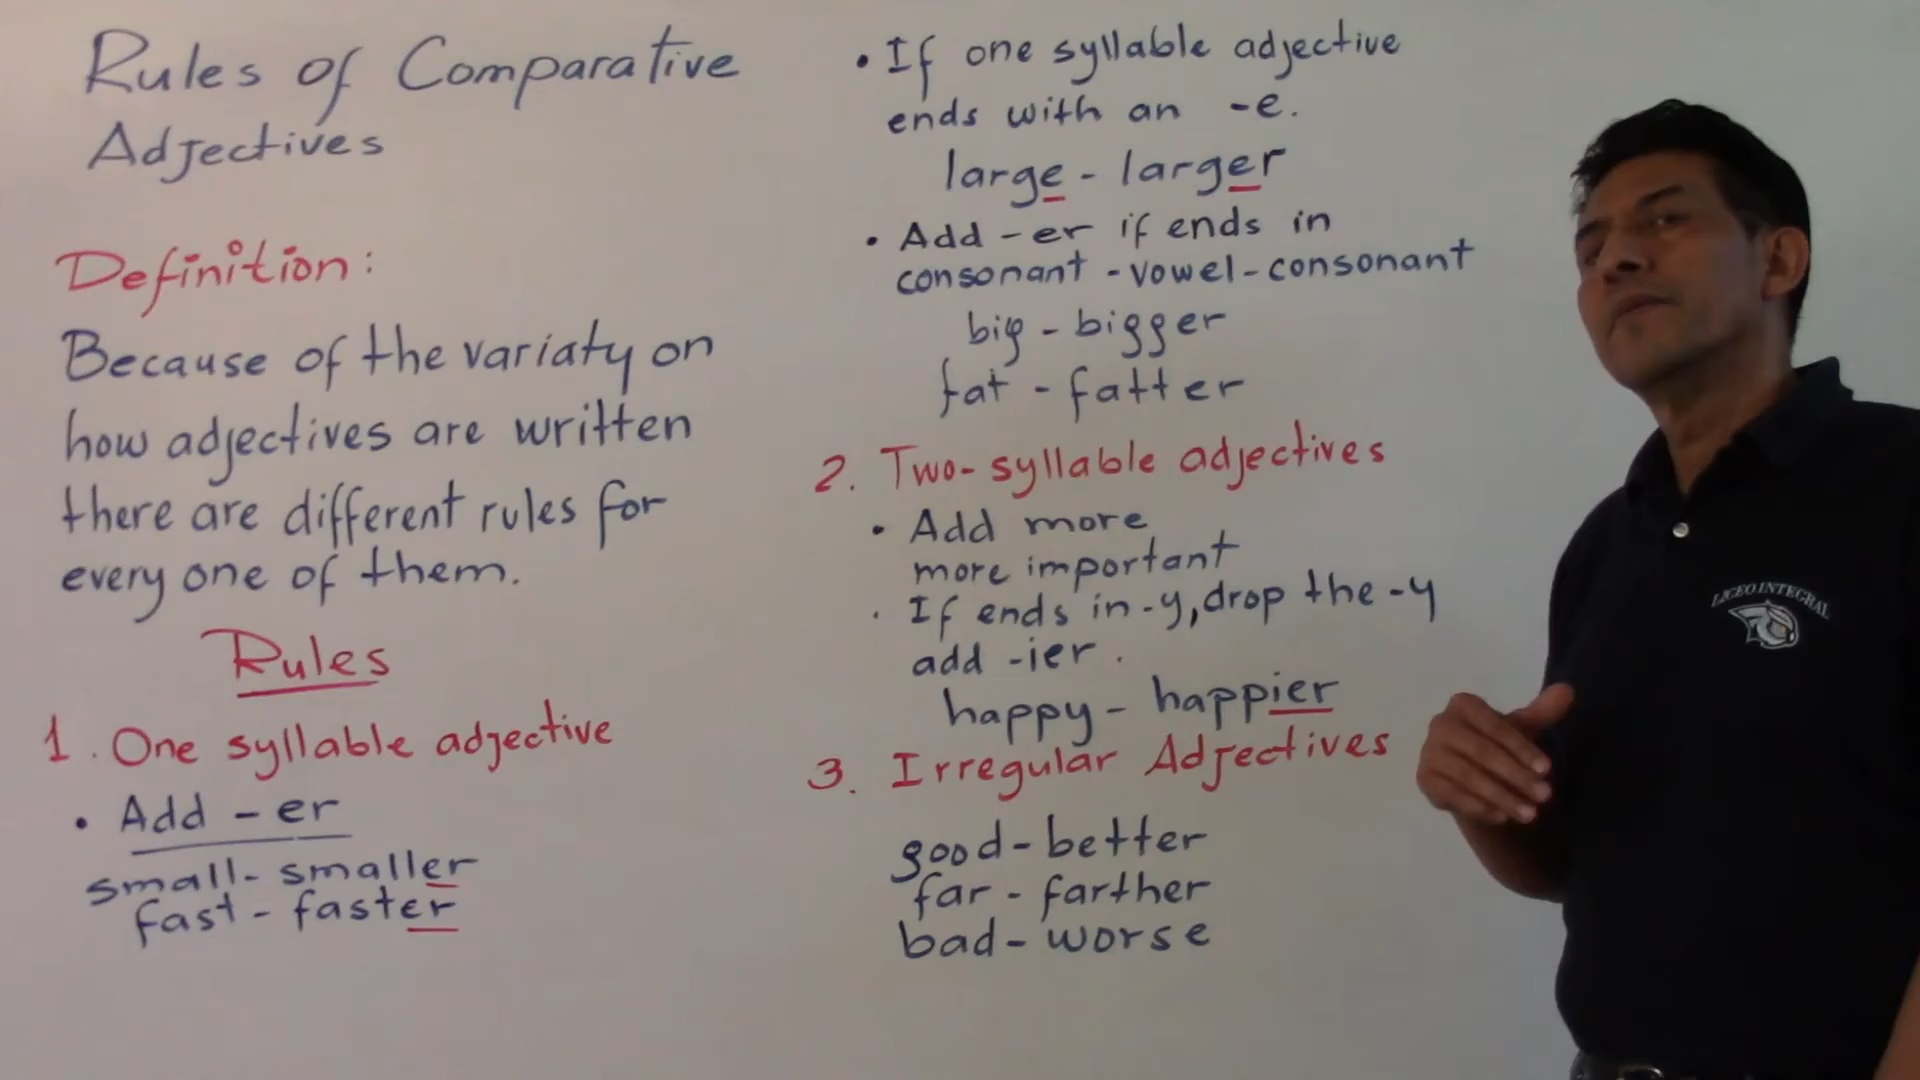 Rules of Comparative
Adjectives
Definition:
Because of the variaty on
how adjectives are written
there are different rules for
every one of them.
Rules
1. One syllable adjective
• Add -er
small - smaller
fast - faster
• If one syllable adjective
ends with an -e.
large - larger
• Add -er if ends in
consonant - vowel - consonant
big - bigger
fat - fatter
2. Two-syllable adjectives
• Add more
more important
• If ends in -y, drop the -y
add -ier.
happy - happier
3. Irregular Adjectives
good - better
far - farther
bad - worse
LICEO INTEGRAL